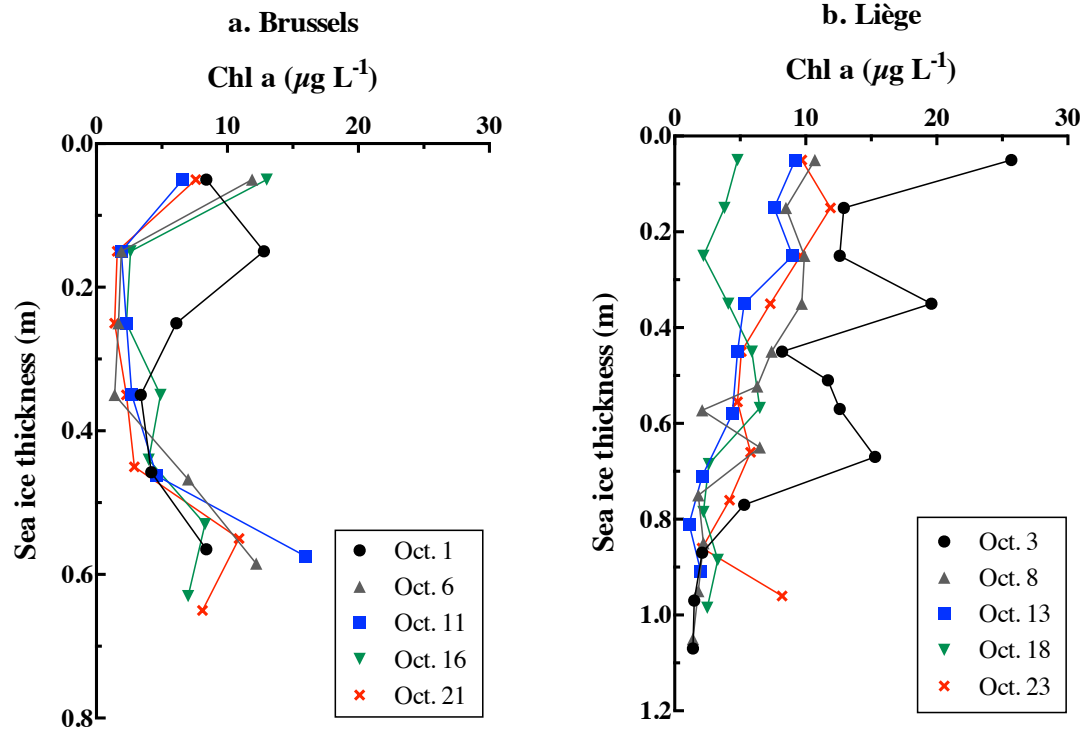 a. Brussels
Chl a (µg L⁻¹)
0 10 20 30
0.0
0.2
0.4
0.6
0.8
Sea ice thickness (m)
Oct. 1
Oct. 6
Oct. 11
Oct. 16
Oct. 21
b. Liège
Chl a (µg L⁻¹)
0 10 20 30
0.0
0.2
0.4
0.6
0.8
1.0
1.2
Sea ice thickness (m)
Oct. 3
Oct. 8
Oct. 13
Oct. 18
Oct. 23